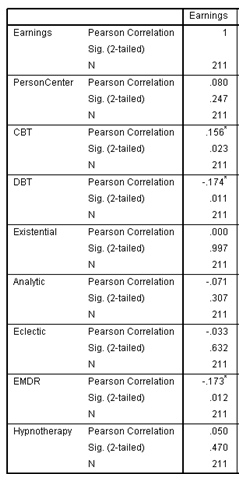 Earnings
Earnings Pearson Correlation 1
Sig. (2-tailed)
N 211
PersonCenter Pearson Correlation .080
Sig. (2-tailed) .247
N 211
CBT Pearson Correlation .156*
Sig. (2-tailed) .023
N 211
DBT Pearson Correlation -.174*
Sig. (2-tailed) .011
N 211
Existential Pearson Correlation .000
Sig. (2-tailed) .997
N 211
Analytic Pearson Correlation -.071
Sig. (2-tailed) .307
N 211
Eclectic Pearson Correlation -.033
Sig. (2-tailed) .632
N 211
EMDR Pearson Correlation -.173*
Sig. (2-tailed) .012
N 211
Hypnotherapy Pearson Correlation .050
Sig. (2-tailed) .470
N 211